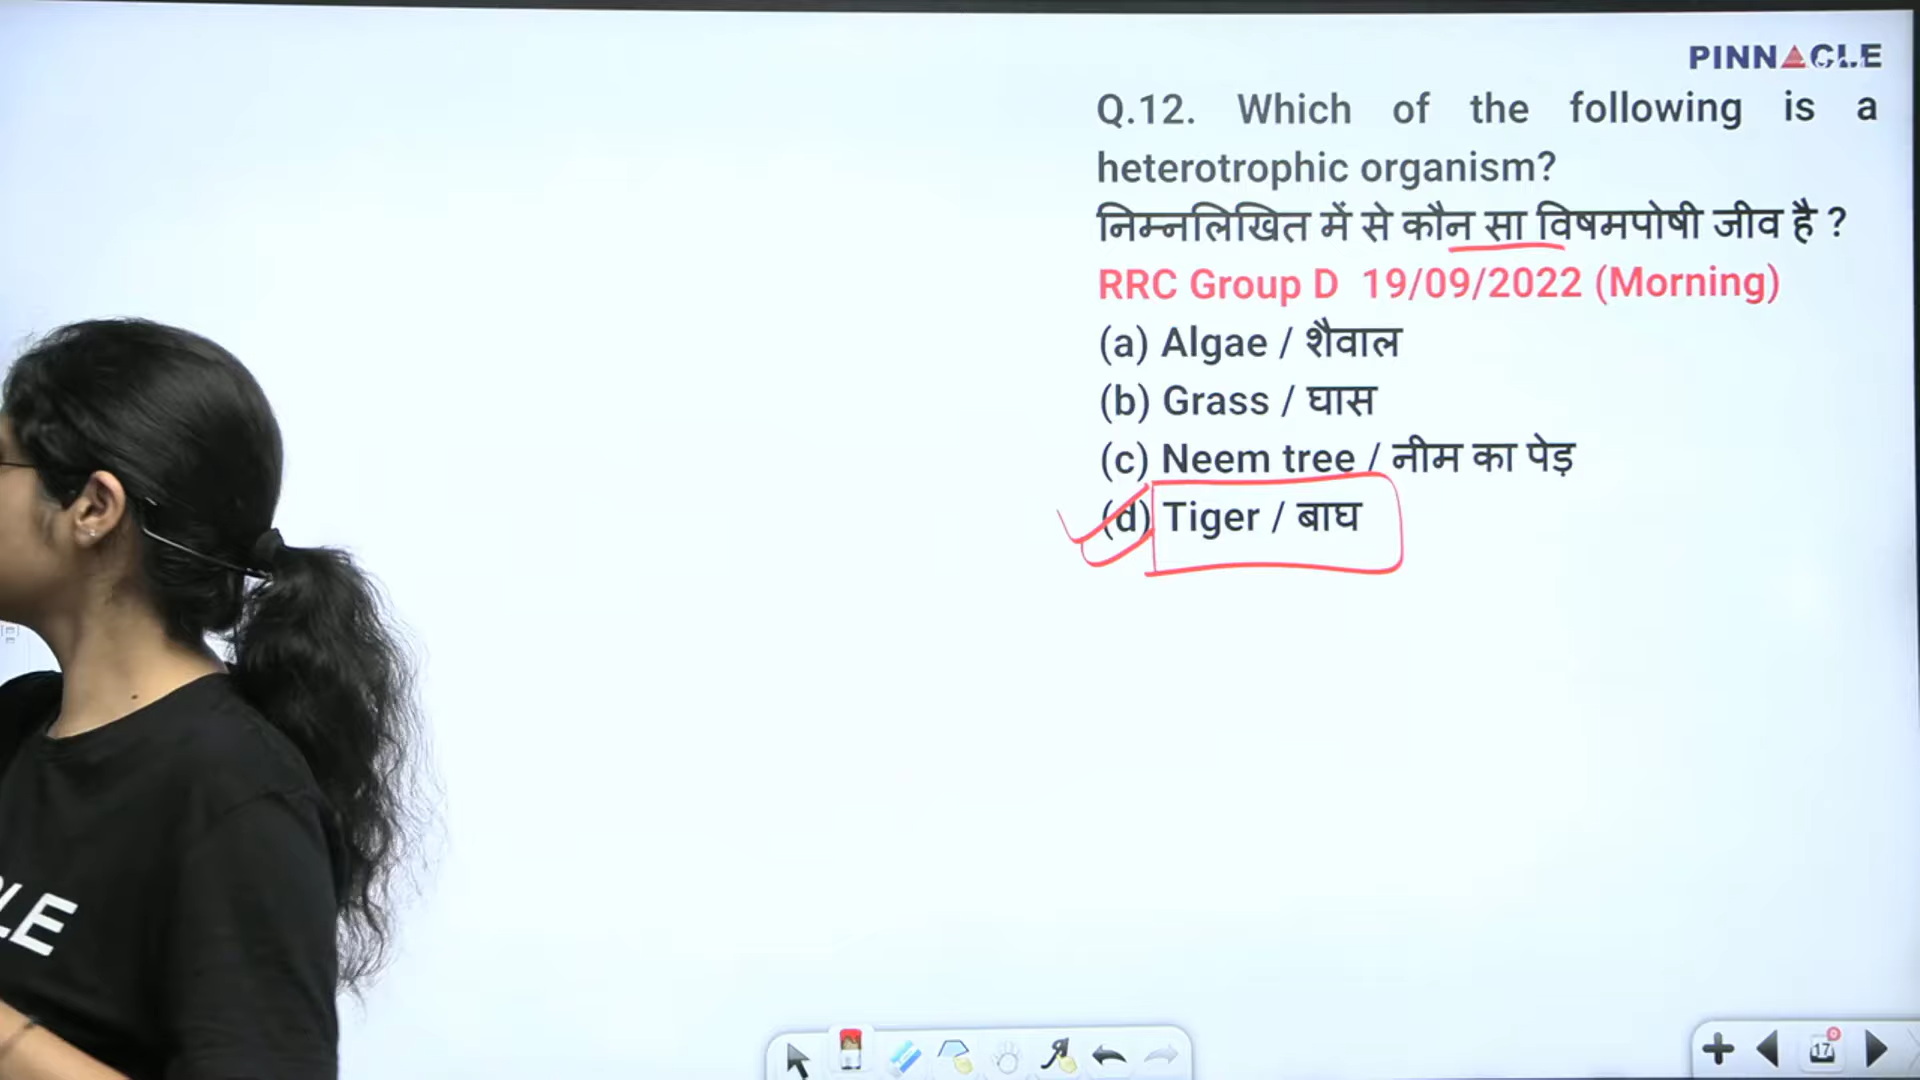 PINNACLE
Q.12. Which of the following is a
heterotrophic organism?
निम्नलिखित में से कौन सा विषमपोषी जीव है ?
RRC Group D 19/09/2022 (Morning)
(a) Algae / शैवाल
(b) Grass / घास
(c) Neem tree / नीम का पेड़
(d) Tiger / बाघ
LE
17